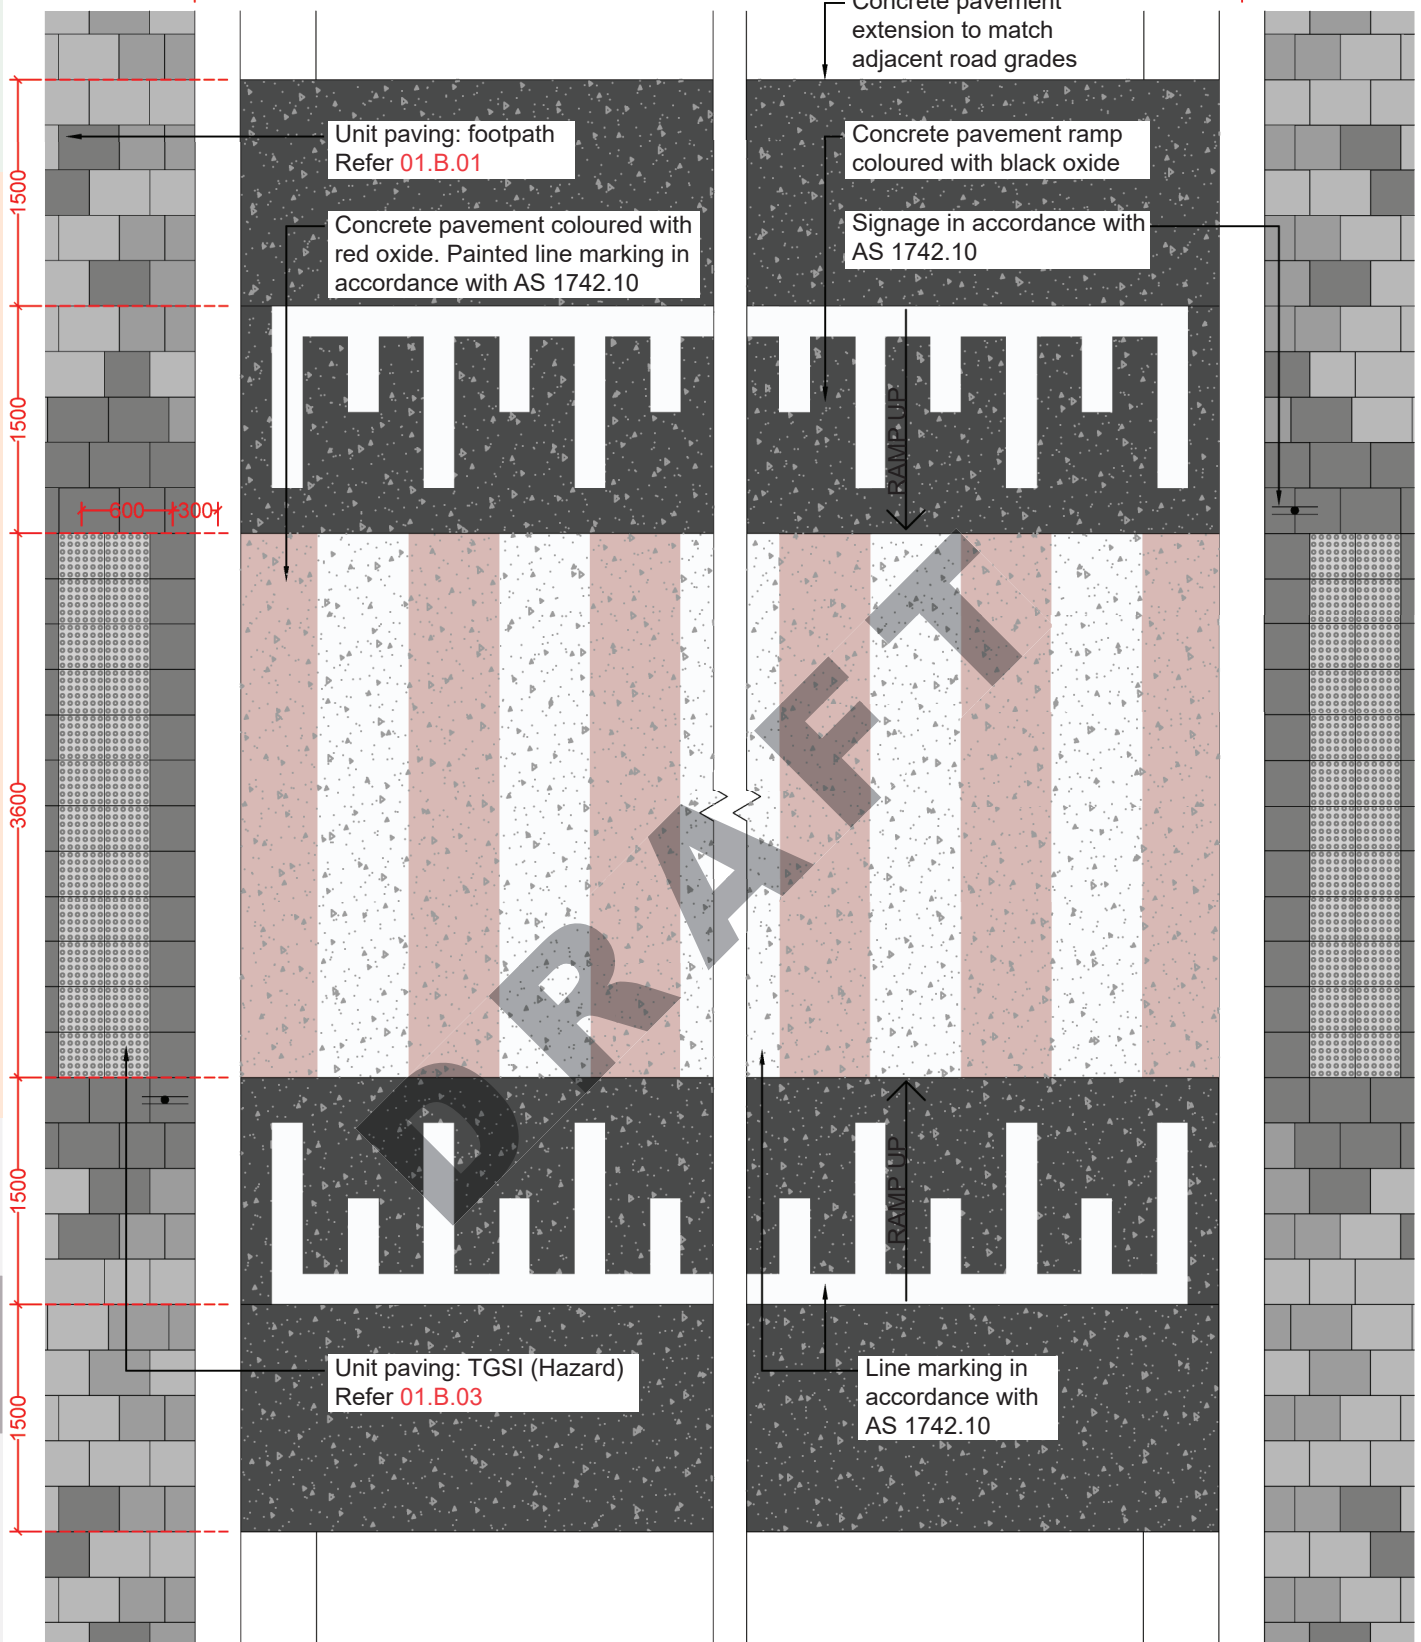 Concrete pavement
extension to match
adjacent road grades
Unit paving: footpath
Refer 01.B.01
Concrete pavement ramp
coloured with black oxide
Concrete pavement coloured with
red oxide. Painted line marking in
accordance with AS 1742.10
Signage in accordance with
AS 1742.10
1500
1500
600
300
RAMP UP
3600
DRAFT
1500
RAMP UP
1500
Unit paving: TGSI (Hazard)
Refer 01.B.03
Line marking in
accordance with
AS 1742.10